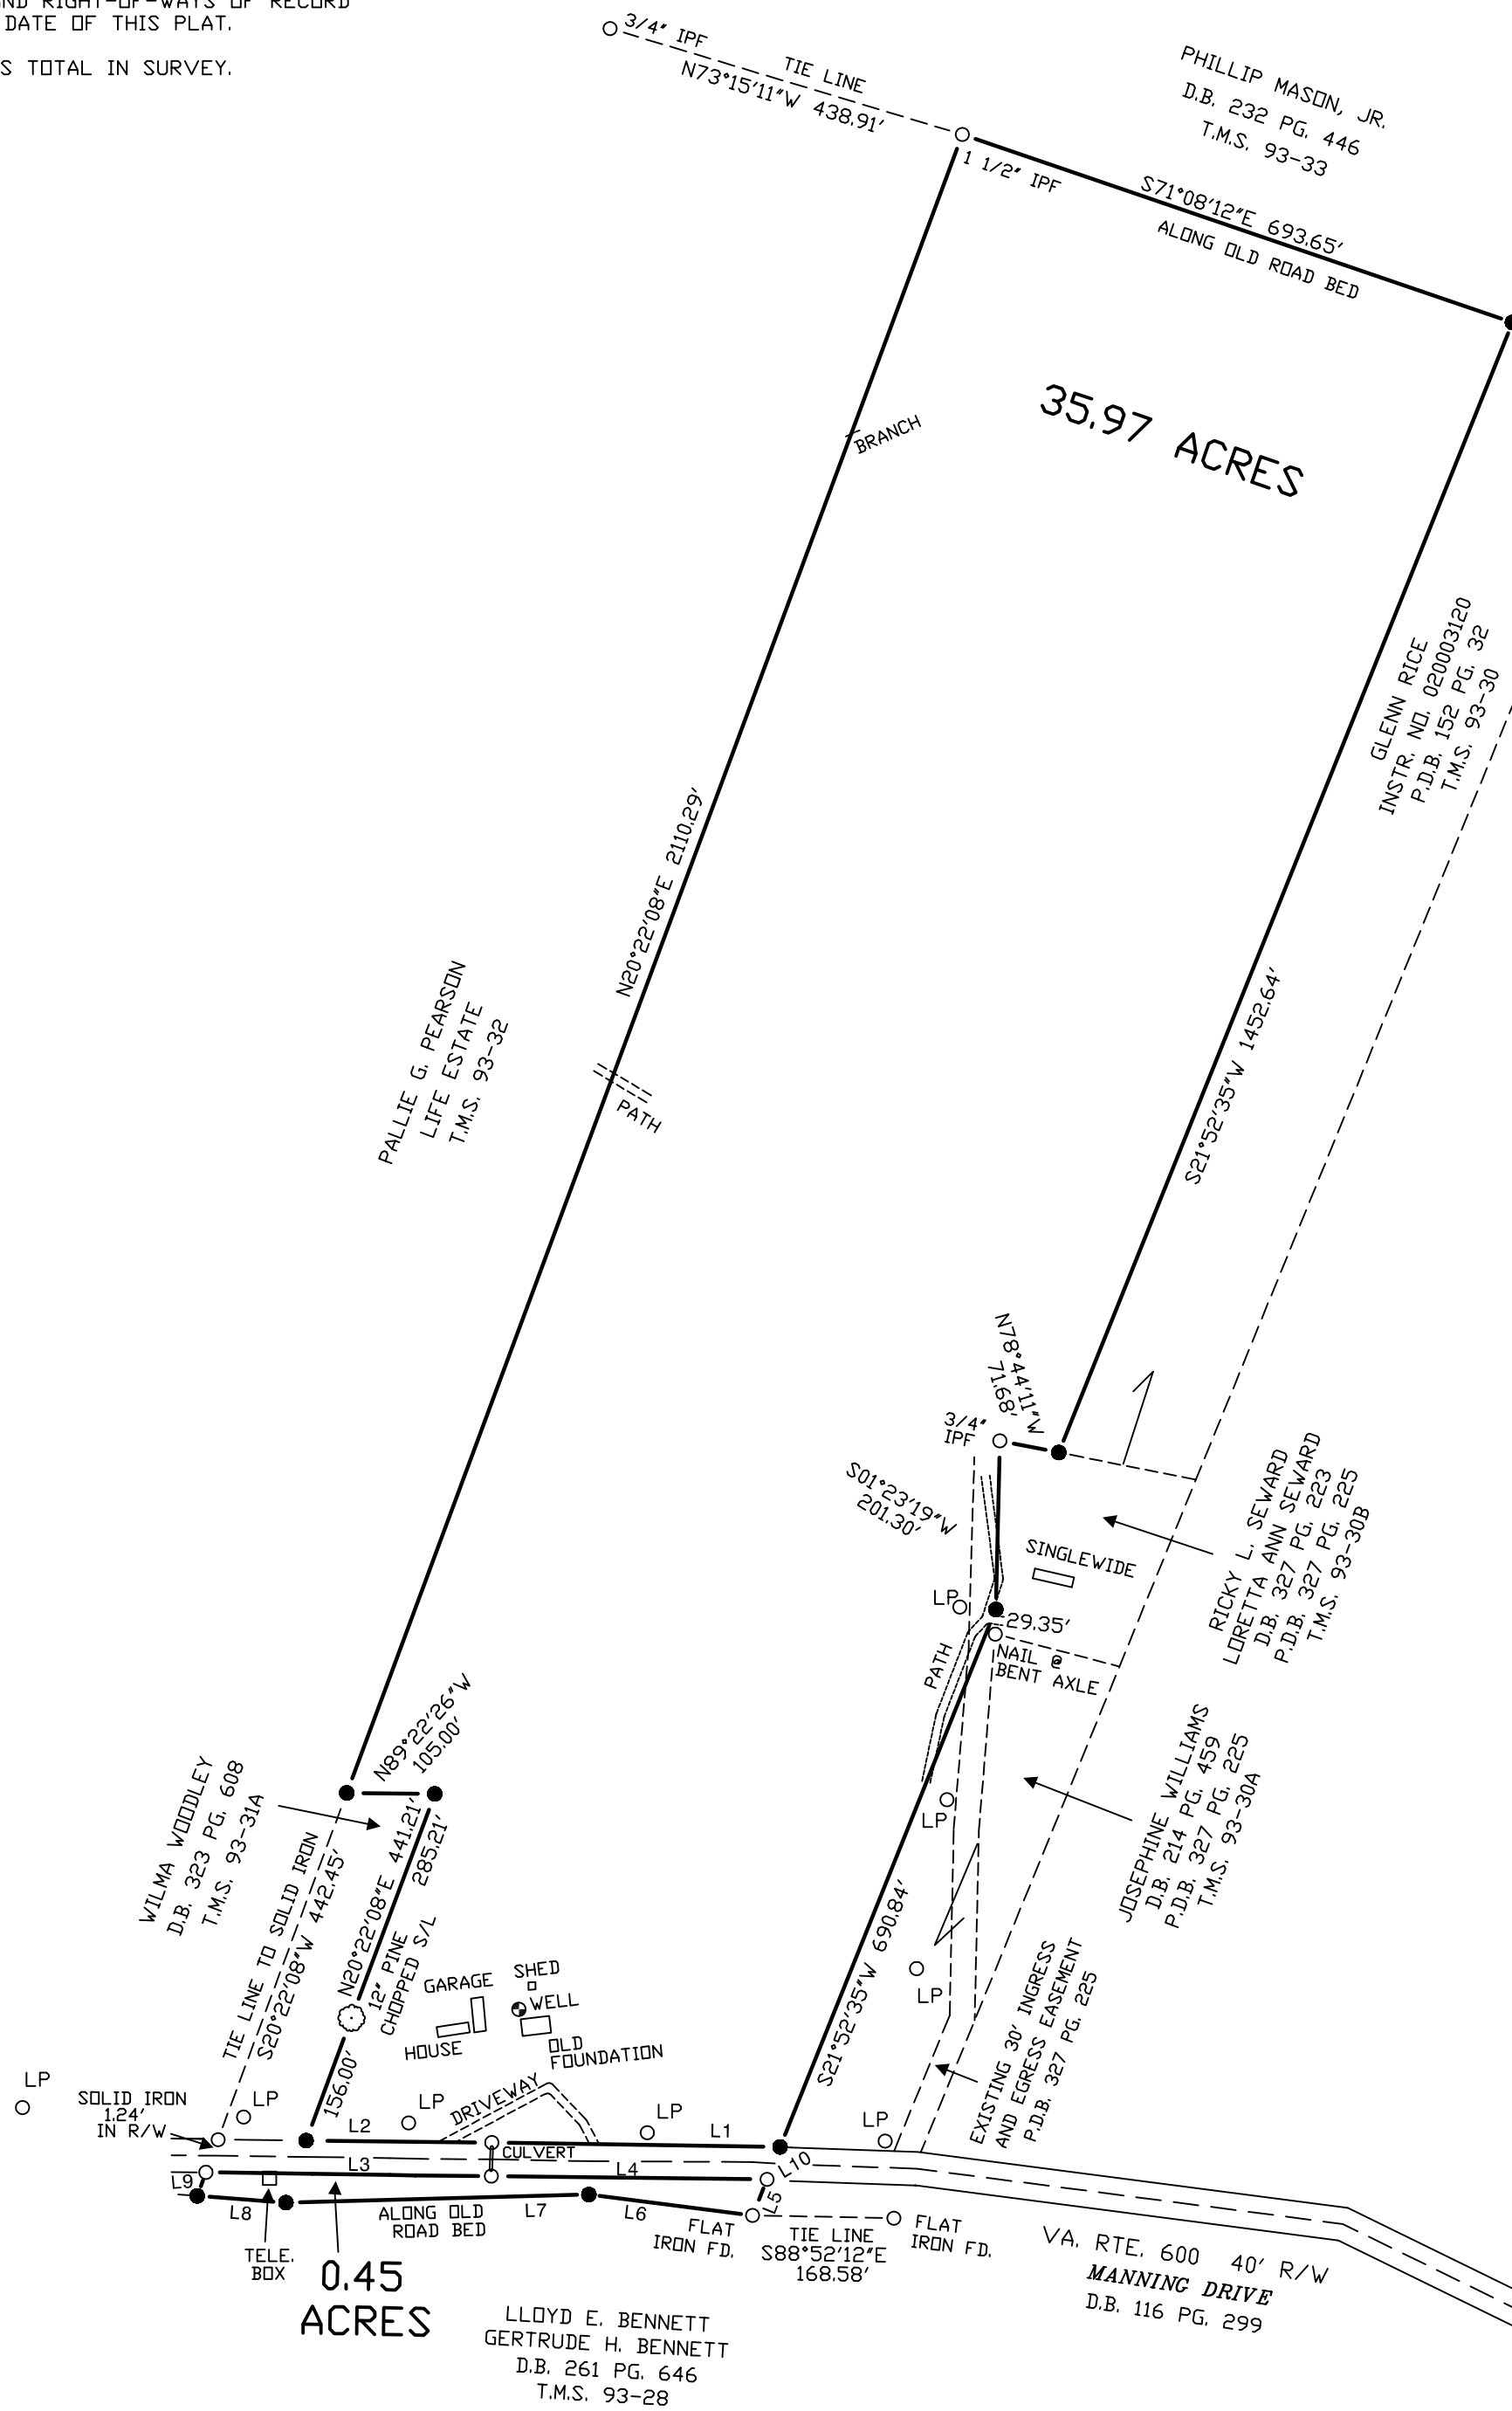 AND RIGHT-OF-WAYS OF RECORD
DATE OF THIS PLAT.
S TOTAL IN SURVEY.
3/4" IPF
TIE LINE
N73°15'11"W 438.91'
PHILLIP MASON, JR.
D.B. 232 PG. 446
T.M.S. 93-33
1 1/2" IPF
S71°08'12"E 693.65'
ALONG OLD ROAD BED
35.97 ACRES
BRANCH
GLENN RICE
INSTR. NO. 020003120
P.D.B. 152 PG. 32
T.M.S. 93-30
N20°22'08"E 2110.29'
PALLIE G. PEARSON
LIFE ESTATE
T.M.S. 93-32
PATH
S21°52'35"W 1452.64'
N78°44'11"W
71.68'
3/4"
IPF
S01°23'19"W
201.30'
SINGLEWIDE
RICKY L. SEWARD
LORETTA ANN SEWARD
D.B. 327 PG. 223
P.D.B. 327 PG. 225
T.M.S. 93-30B
LP
29.35'
NAIL @
BENT AXLE
PATH
N89°22'26"W
105.00'
WILMA WOODLEY
D.B. 323 PG. 608
T.M.S. 93-31A
LP
JOSEPHINE WILLIAMS
D.B. 214 PG. 459
P.D.B. 327 PG. 225
T.M.S. 93-30A
TIE LINE TO SOLID IRON
S20°22'08"W 442.45'
N20°22'08"E 441.21'
285.21'
12" PINE
CHOPPED S/L
156.00'
S21°52'35"W 690.84'
LP
EXISTING 30' INGRESS
AND EGRESS EASEMENT
P.D.B. 327 PG. 225
GARAGE
SHED
WELL
HOUSE
OLD
FOUNDATION
DRIVEWAY
LP
SOLID IRON
1.24'
IN R/W
LP
LP
LP
LP
L2
L1
CULVERT
L3
L4
L10
L9
L8
L7
L6
L5
ALONG OLD
ROAD BED
FLAT
IRON FD.
TIE LINE
S88°52'12"E
168.58'
FLAT
IRON FD.
TELE.
BOX
0.45
ACRES
VA. RTE. 600 40' R/W
MANNING DRIVE
D.B. 116 PG. 299
LLOYD E. BENNETT
GERTRUDE H. BENNETT
D.B. 261 PG. 646
T.M.S. 93-28